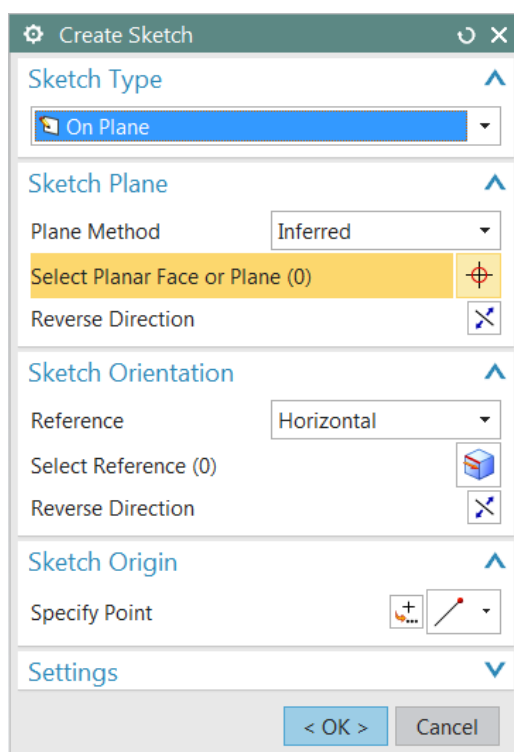 Create Sketch
Sketch Type
On Plane
Sketch Plane
Plane Method Inferred
Select Planar Face or Plane (0)
Reverse Direction
Sketch Orientation
Reference Horizontal
Select Reference (0)
Reverse Direction
Sketch Origin
Specify Point
Settings
< OK > Cancel